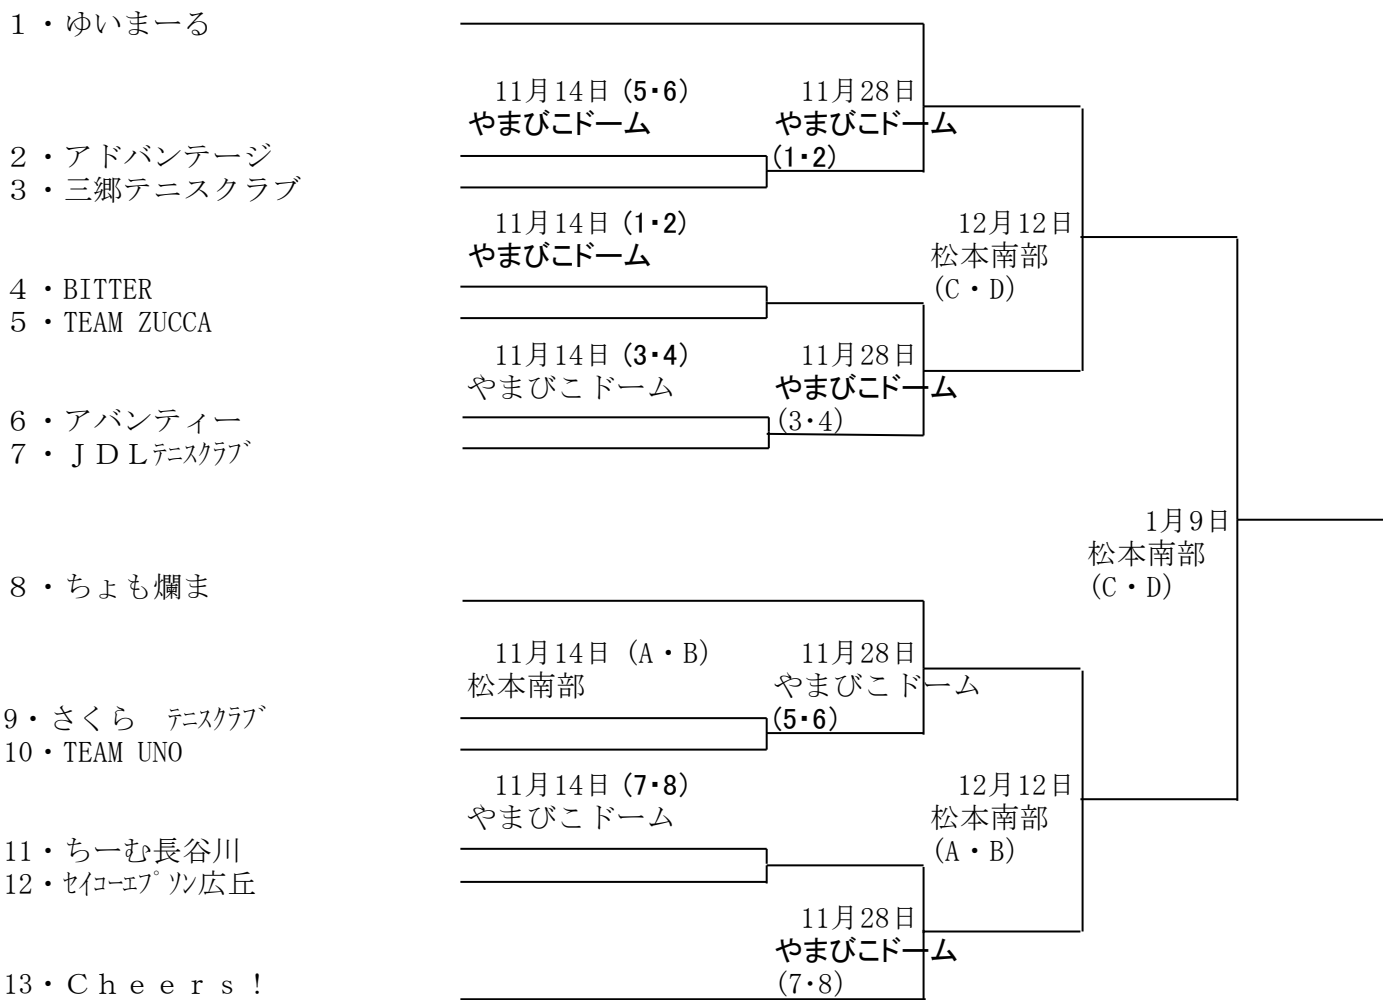 １・ゆいまーる
11月14日 (5・6)
やまびこドーム
11月28日
やまびこドーム
(1・2)
２・アドバンテージ
３・三郷テニスクラブ
11月14日 (1・2)
やまびこドーム
12月12日
松本南部
(C・D)
４・BITTER
５・TEAM ZUCCA
11月14日 (3・4)
やまびこドーム
11月28日
やまびこドーム
(3・4)
６・アバンティー
７・ＪＤＬﾃﾆｽｸﾗﾌﾞ
1月9日
松本南部
(C・D)
８・ちょも爛ま
11月14日 (A・B)
松本南部
11月28日
やまびこドーム
(5・6)
9・さくら　ﾃﾆｽｸﾗﾌﾞ
10・TEAM UNO
11月14日 (7・8)
やまびこドーム
12月12日
松本南部
(A・B)
11・ちーむ長谷川
12・ｾｲｺｰｴﾌﾟｿﾝ広丘
11月28日
やまびこドーム
(7・8)
13・Ｃｈｅｅｒｓ！